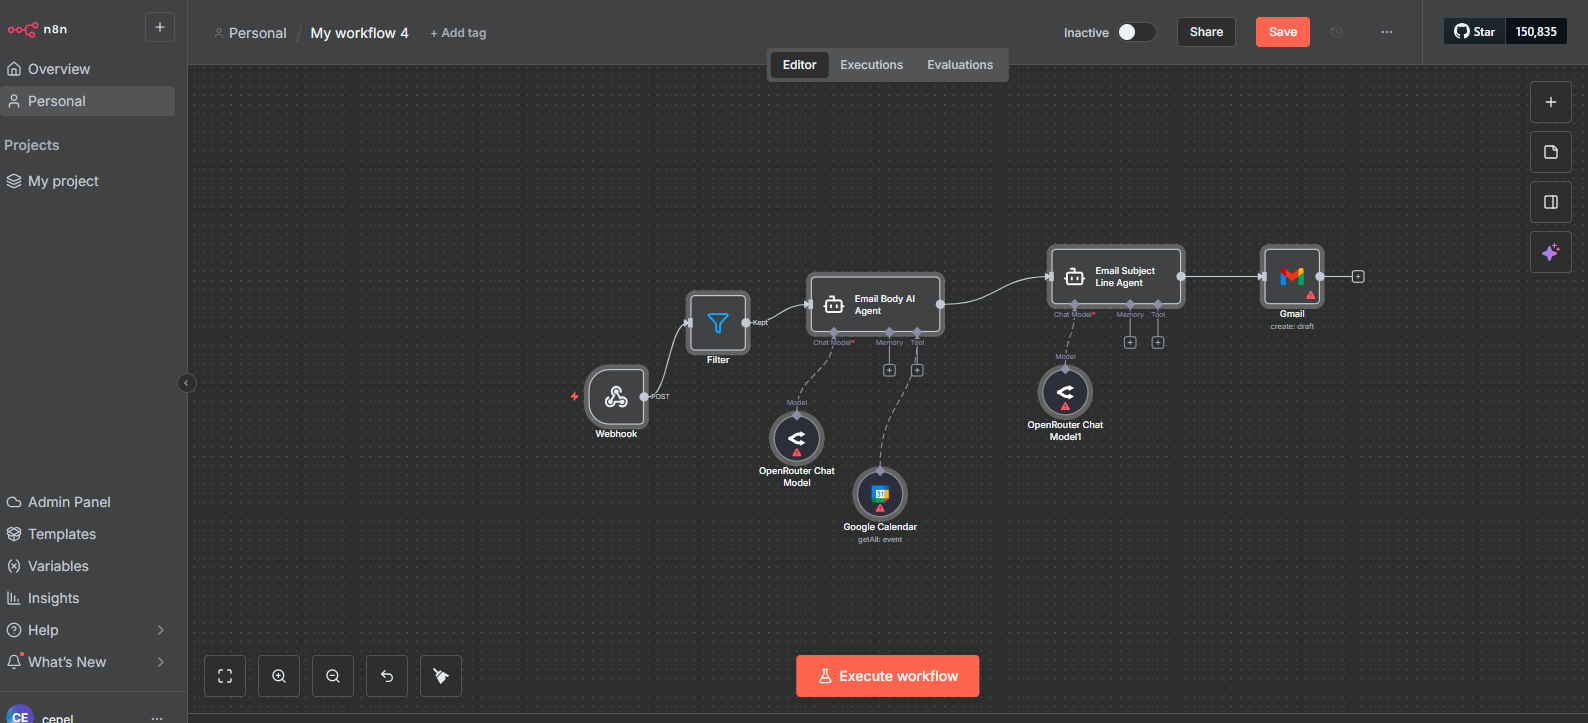 n8n
+
Overview
Personal
Projects
My project
Admin Panel
Templates
Variables
Insights
Help
What's New
CE
cepel
...
Personal / My workflow 4 + Add tag
Inactive
Share
Save
...
Star 150,835
Editor Executions Evaluations
Webhook
POST
Filter
Kept
Email Body AI
Agent
Chat Model*
Memory
Tool
Model
OpenRouter Chat
Model
31
Google Calendar
getAll: event
Email Subject
Line Agent
Chat Model*
Memory
Tool
Model
OpenRouter Chat
Model1
Gmail
create: draft
Execute workflow